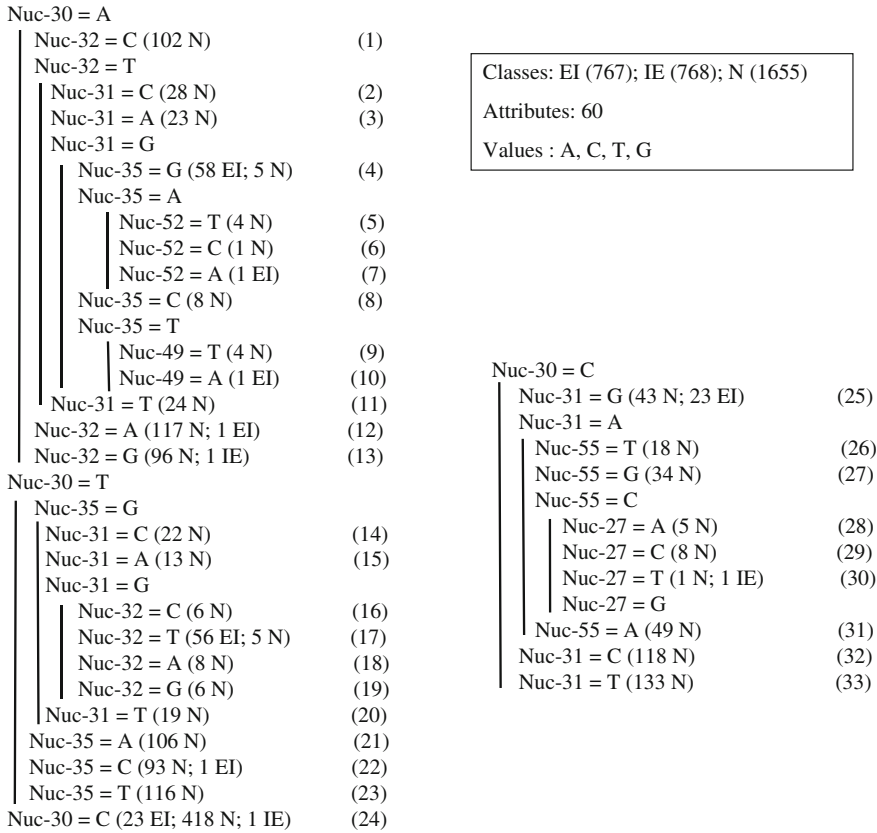 Nuc-30 = A
Nuc-32 = C (102 N) (1)
Nuc-32 = T
Nuc-31 = C (28 N) (2)
Nuc-31 = A (23 N) (3)
Nuc-31 = G
Nuc-35 = G (58 EI; 5 N) (4)
Nuc-35 = A
Nuc-52 = T (4 N) (5)
Nuc-52 = C (1 N) (6)
Nuc-52 = A (1 EI) (7)
Nuc-35 = C (8 N) (8)
Nuc-35 = T
Nuc-49 = T (4 N) (9)
Nuc-49 = A (1 EI) (10)
Nuc-31 = T (24 N) (11)
Nuc-32 = A (117 N; 1 EI) (12)
Nuc-32 = G (96 N; 1 IE) (13)
Nuc-30 = T
Nuc-35 = G
Nuc-31 = C (22 N) (14)
Nuc-31 = A (13 N) (15)
Nuc-31 = G
Nuc-32 = C (6 N) (16)
Nuc-32 = T (56 EI; 5 N) (17)
Nuc-32 = A (8 N) (18)
Nuc-32 = G (6 N) (19)
Nuc-31 = T (19 N) (20)
Nuc-35 = A (106 N) (21)
Nuc-35 = C (93 N; 1 EI) (22)
Nuc-35 = T (116 N) (23)
Nuc-30 = C (23 EI; 418 N; 1 IE) (24)
Classes: EI (767); IE (768); N (1655)
Attributes: 60
Values : A, C, T, G
Nuc-30 = C
Nuc-31 = G (43 N; 23 EI) (25)
Nuc-31 = A
Nuc-55 = T (18 N) (26)
Nuc-55 = G (34 N) (27)
Nuc-55 = C
Nuc-27 = A (5 N) (28)
Nuc-27 = C (8 N) (29)
Nuc-27 = T (1 N; 1 IE) (30)
Nuc-27 = G
Nuc-55 = A (49 N) (31)
Nuc-31 = C (118 N) (32)
Nuc-31 = T (133 N) (33)